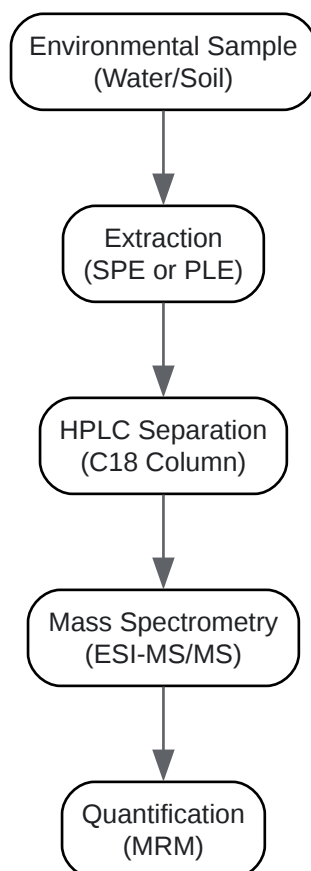 Environmental Sample
(Water/Soil)
Extraction
(SPE or PLE)
HPLC Separation
(C18 Column)
Mass Spectrometry
(ESI-MS/MS)
Quantification
(MRM)